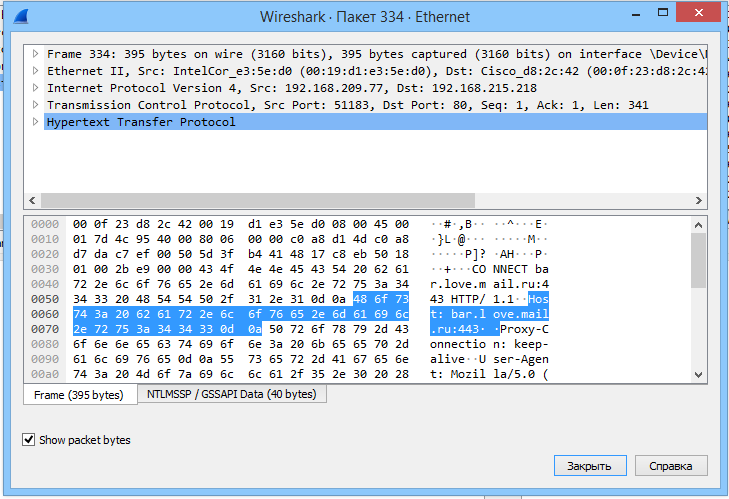 Wireshark · Пакет 334 · Ethernet
Frame 334: 395 bytes on wire (3160 bits), 395 bytes captured (3160 bits) on interface \Device\
Ethernet II, Src: IntelCor_e3:5e:d0 (00:19:d1:e3:5e:d0), Dst: Cisco_d8:2c:42 (00:0f:23:d8:2c:42
Internet Protocol Version 4, Src: 192.168.209.77, Dst: 192.168.215.218
Transmission Control Protocol, Src Port: 51183, Dst Port: 80, Seq: 1, Ack: 1, Len: 341
Hypertext Transfer Protocol
0000 00 0f 23 d8 2c 42 00 19 d1 e3 5e d0 08 00 45 00 ··#·,B·· ··^···E·
0010 01 7d 4c 95 40 00 80 06 00 00 c0 a8 d1 4d c0 a8 ·}L·@··· ·····M··
0020 d7 da c7 ef 00 50 5d 3f b4 41 48 17 c8 eb 50 18 ·····P]? ·AH···P·
0030 01 00 2b e9 00 00 43 4f 4e 4e 45 43 54 20 62 61 ··+···CO NNECT ba
0040 72 2e 6c 6f 76 65 2e 6d 61 69 6c 2e 72 75 3a 34 r.love.m ail.ru:4
0050 34 33 20 48 54 54 50 2f 31 2e 31 0d 0a 48 6f 73 43 HTTP/ 1.1··Hos
0060 74 3a 20 62 61 72 2e 6c 6f 76 65 2e 6d 61 69 6c t: bar.l ove.mail
0070 2e 72 75 3a 34 34 33 0d 0a 50 72 6f 78 79 2d 43 .ru:443· ·Proxy-C
0080 6f 6e 6e 65 63 74 69 6f 6e 3a 20 6b 65 65 70 2d onnectio n: keep-
0090 61 6c 69 76 65 0d 0a 55 73 65 72 2d 41 67 65 6e alive··U ser-Agen
00a0 74 3a 20 4d 6f 7a 69 6c 6c 61 2f 35 2e 30 20 28 t: Mozil la/5.0 (
Frame (395 bytes) NTLMSSP / GSSAPI Data (40 bytes)
Show packet bytes
Закрыть Справка